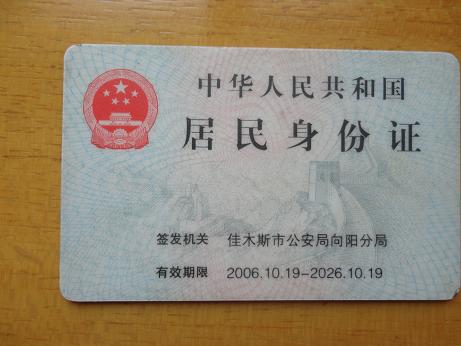 中华人民共和国
居民身份证
签发机关 佳木斯市公安局向阳分局
有效期限 2006.10.19-2026.10.19